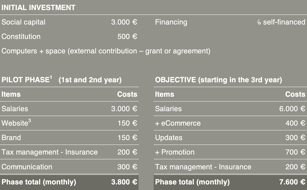 INITIAL INVESTMENT
Social capital 3.000 € Financing self-financed
Constitution 500 €
Computers + space (external contribution – grant or agreement)
PILOT PHASE¹ (1st and 2nd year)
Items Costs
Salaries 3.000 €
Website³ 150 €
Brand 150 €
Tax management - Insurance 200 €
Communication 300 €
Phase total (monthly) 3.800 €
OBJECTIVE (starting in the 3rd year)
Items Costs
Salaries 6.000 €
+ eCommerce 400 €
Updates 300 €
+ Promotion 700 €
Tax management - Insurance 200 €
Phase total (monthly) 7.600 €